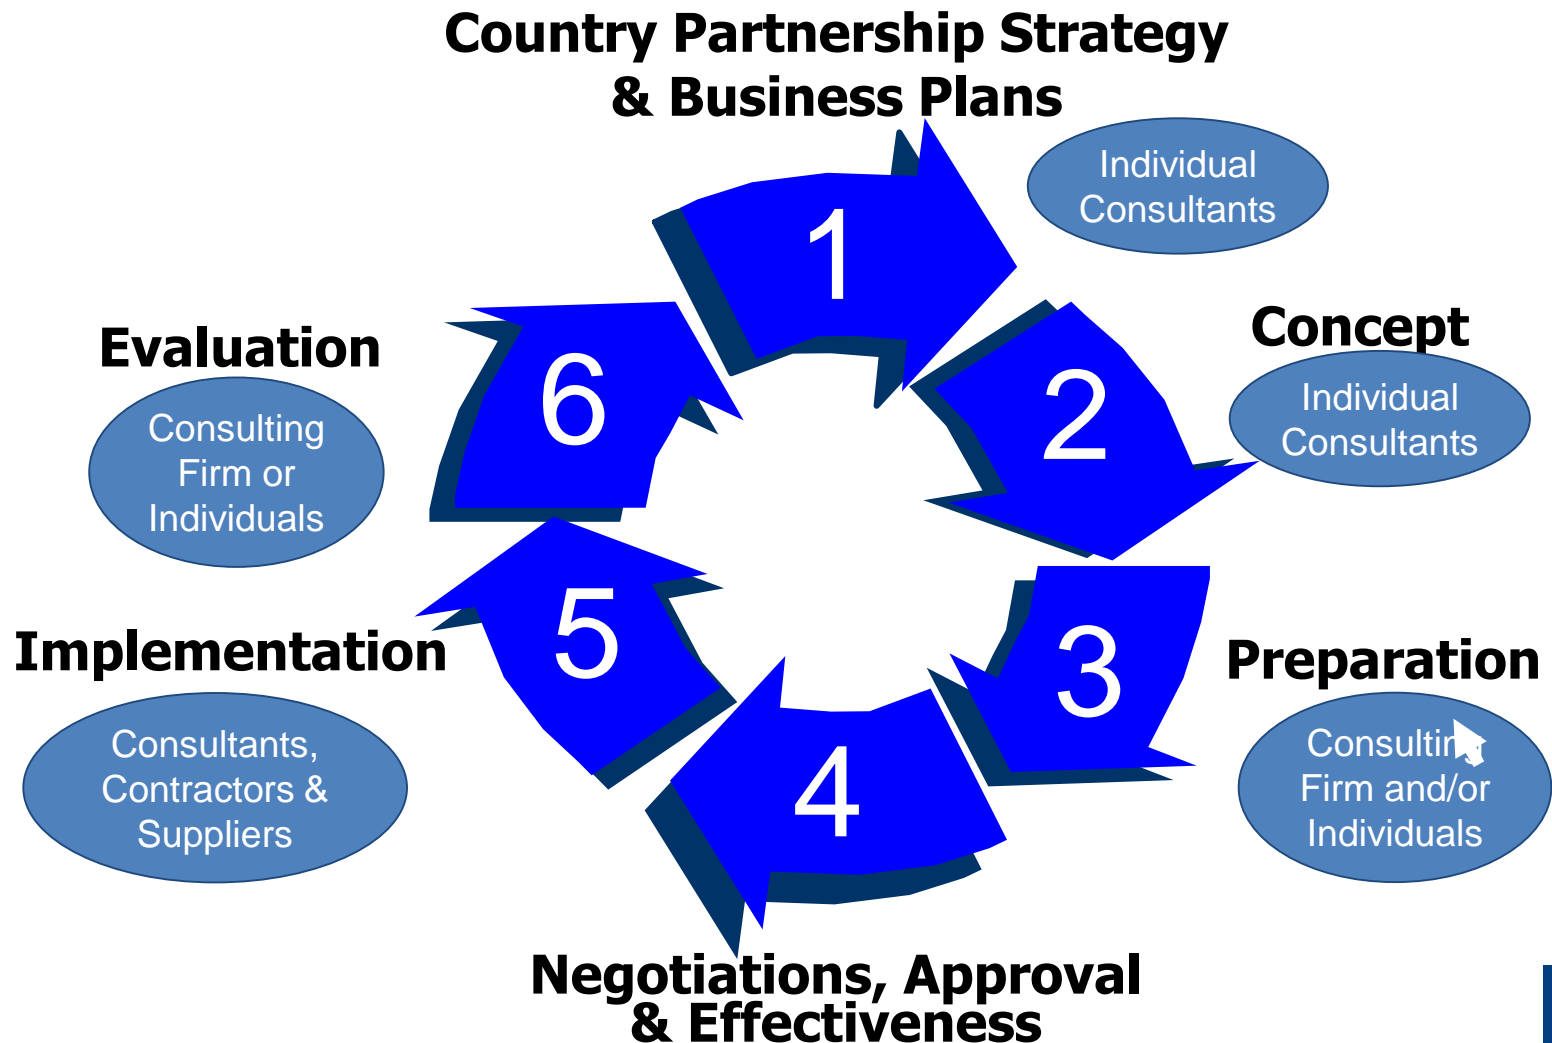 Country Partnership Strategy
& Business Plans
1
Individual
Consultants
Concept
2
Individual
Consultants
Preparation
3
Consulting
Firm and/or
Individuals
4
Negotiations, Approval
& Effectiveness
Implementation
5
Consultants,
Contractors &
Suppliers
Evaluation
6
Consulting
Firm or
Individuals